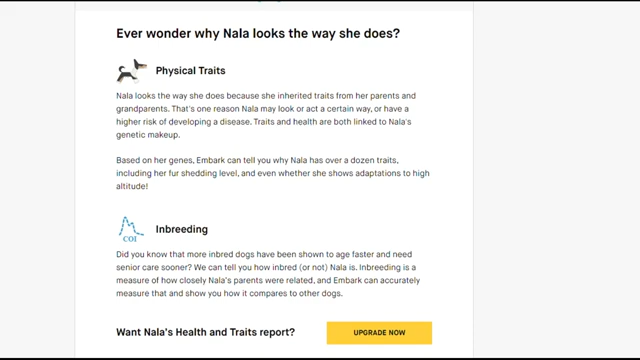 Ever wonder why Nala looks the way she does?
Physical Traits
Nala looks the way she does because she inherited traits from her parents and
grandparents. That's one reason Nala may look or act a certain way, or have a
higher risk of developing a disease. Traits and health are both linked to Nala's
genetic makeup.
Based on her genes, Embark can tell you why Nala has over a dozen traits,
including her fur shedding level, and even whether she shows adaptations to high
altitude!
COI
Inbreeding
Did you know that more inbred dogs have been shown to age faster and need
senior care sooner? We can tell you how inbred (or not) Nala is. Inbreeding is a
measure of how closely Nala's parents were related, and Embark can accurately
measure that and show you how it compares to other dogs.
Want Nala's Health and Traits report?
UPGRADE NOW